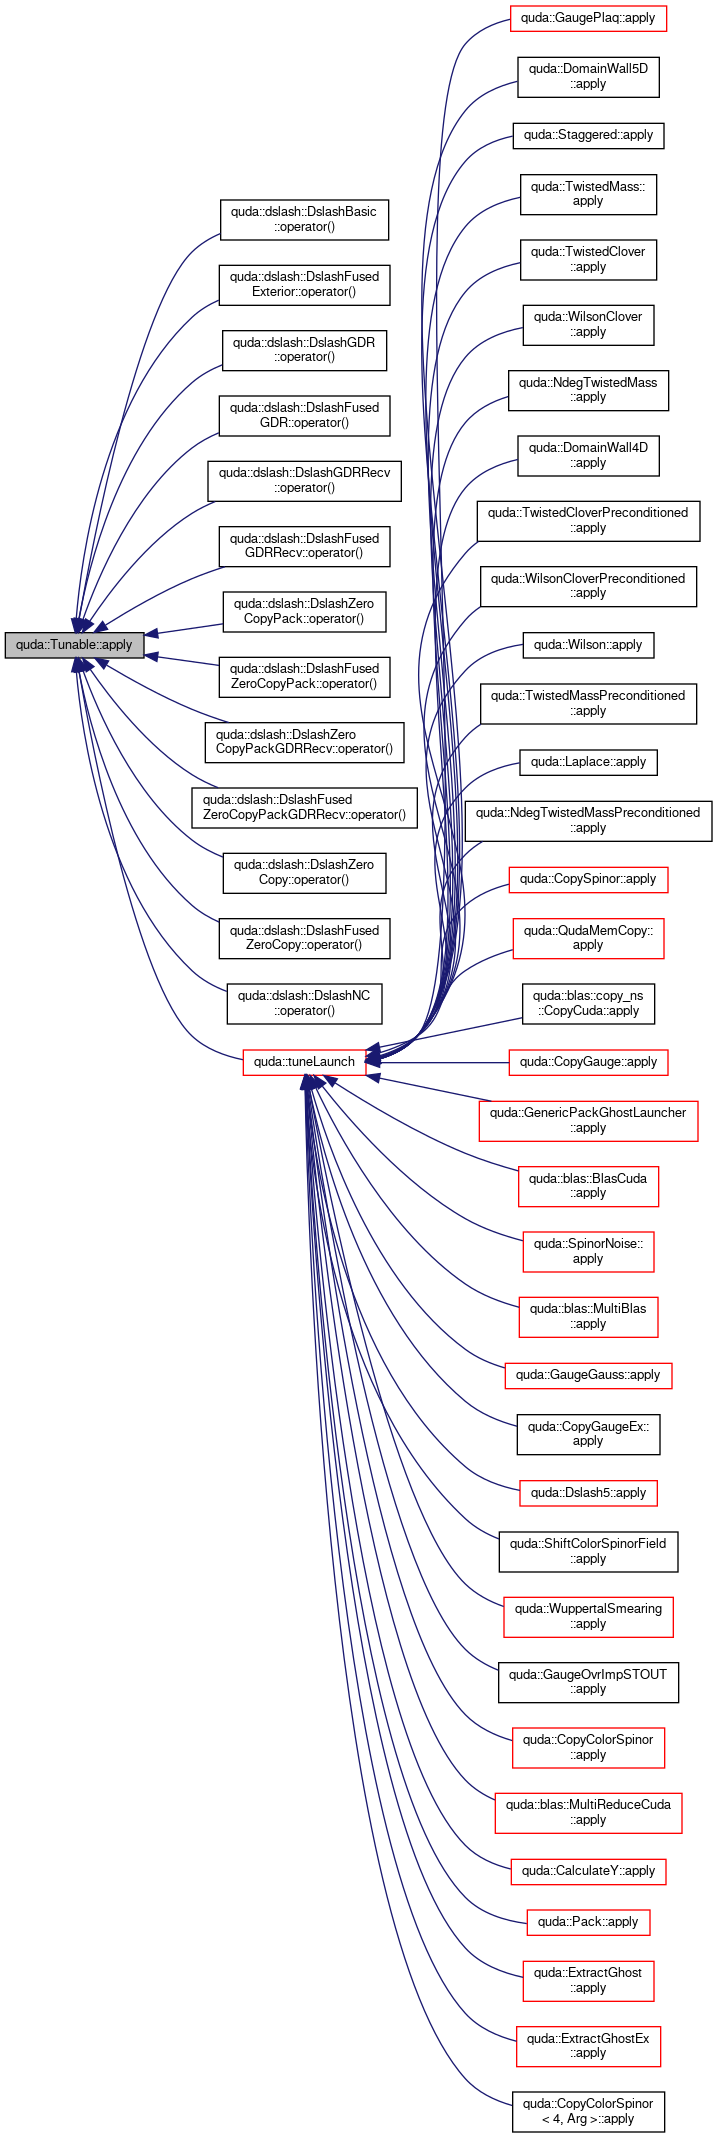 quda::Tunable::apply
quda::dslash::DslashBasic
::operator()
quda::dslash::DslashFused
Exterior::operator()
quda::dslash::DslashGDR
::operator()
quda::dslash::DslashFused
GDR::operator()
quda::dslash::DslashGDRRecv
::operator()
quda::dslash::DslashFused
GDRRecv::operator()
quda::dslash::DslashZero
CopyPack::operator()
quda::dslash::DslashFused
ZeroCopyPack::operator()
quda::dslash::DslashZero
CopyPackGDRRecv::operator()
quda::dslash::DslashFused
ZeroCopyPackGDRRecv::operator()
quda::dslash::DslashZero
Copy::operator()
quda::dslash::DslashFused
ZeroCopy::operator()
quda::dslash::DslashNC
::operator()
quda::tuneLaunch
quda::GaugePlaq::apply
quda::DomainWall5D
::apply
quda::Staggered::apply
quda::TwistedMass::
apply
quda::TwistedClover
::apply
quda::WilsonClover
::apply
quda::NdegTwistedMass
::apply
quda::DomainWall4D
::apply
quda::TwistedCloverPreconditioned
::apply
quda::WilsonCloverPreconditioned
::apply
quda::Wilson::apply
quda::TwistedMassPreconditioned
::apply
quda::Laplace::apply
quda::NdegTwistedMassPreconditioned
::apply
quda::CopySpinor::apply
quda::QudaMemCopy::
apply
quda::blas::copy_ns
::CopyCuda::apply
quda::CopyGauge::apply
quda::GenericPackGhostLauncher
::apply
quda::blas::BlasCuda
::apply
quda::SpinorNoise::
apply
quda::blas::MultiBlas
::apply
quda::GaugeGauss::apply
quda::CopyGaugeEx::
apply
quda::Dslash5::apply
quda::ShiftColorSpinorField
::apply
quda::WuppertalSmearing
::apply
quda::GaugeOvrImpSTOUT
::apply
quda::CopyColorSpinor
::apply
quda::blas::MultiReduceCuda
::apply
quda::CalculateY::apply
quda::Pack::apply
quda::ExtractGhost
::apply
quda::ExtractGhostEx
::apply
quda::CopyColorSpinor
< 4, Arg >::apply